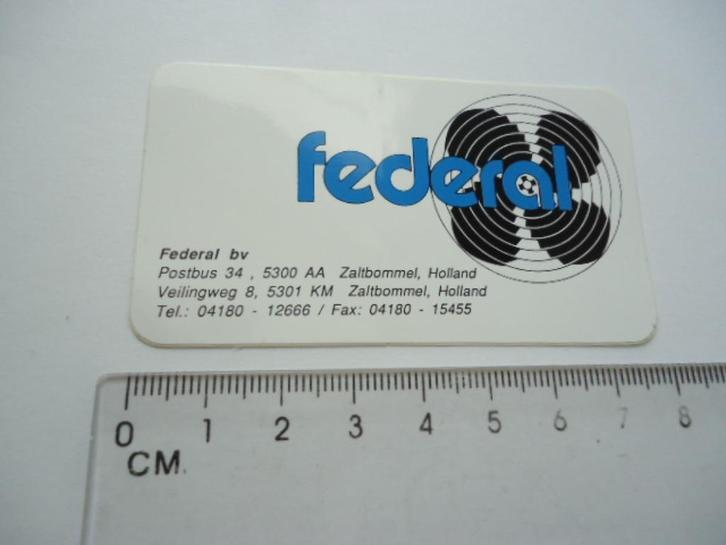 federal
Federal bv
Postbus 34 , 5300 AA Zaltbommel, Holland
Veilingweg 8, 5301 KM Zaltbommel, Holland
Tel.: 04180 - 12666 / Fax: 04180 - 15455
0 1 2 3 4 5 6 7 8
CM.